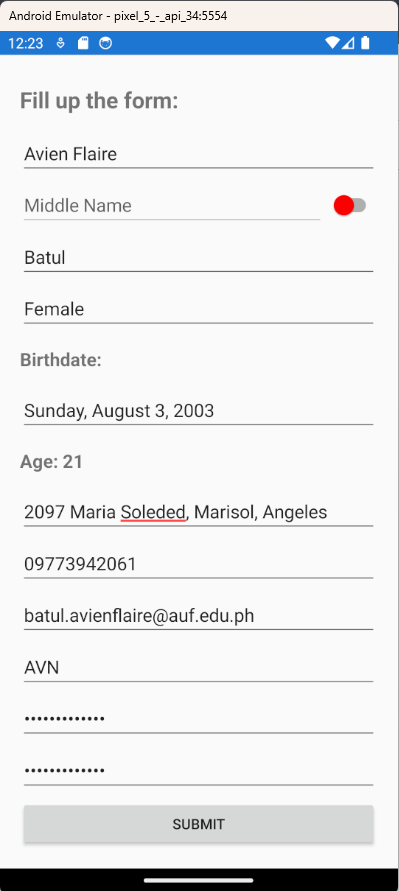 Android Emulator - pixel_5_-_api_34:5554
12:23
Fill up the form:
Avien Flaire
Middle Name
Batul
Female
Birthdate:
Sunday, August 3, 2003
Age: 21
2097 Maria Soleded, Marisol, Angeles
09773942061
batul.avienflaire@auf.edu.ph
AVN
•••••••••••••
•••••••••••••
SUBMIT